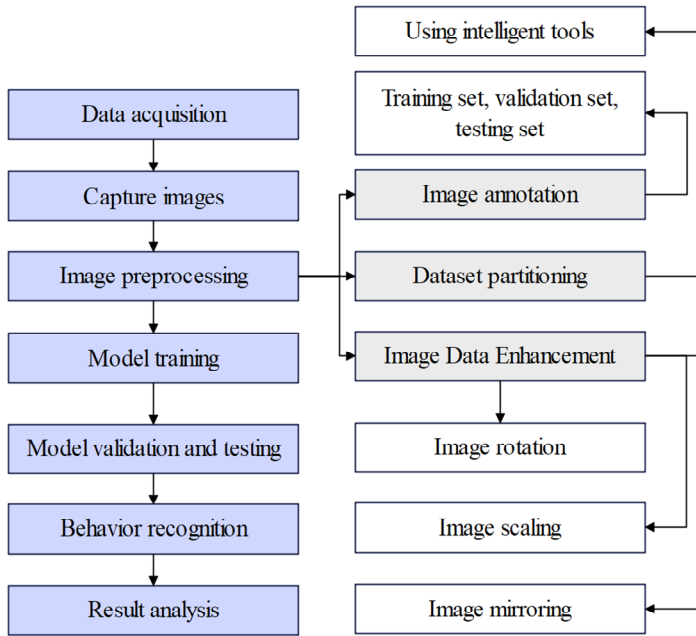 Data acquisition
Capture images
Image preprocessing
Model training
Model validation and testing
Behavior recognition
Result analysis
Using intelligent tools
Training set, validation set,
testing set
Image annotation
Dataset partitioning
Image Data Enhancement
Image rotation
Image scaling
Image mirroring